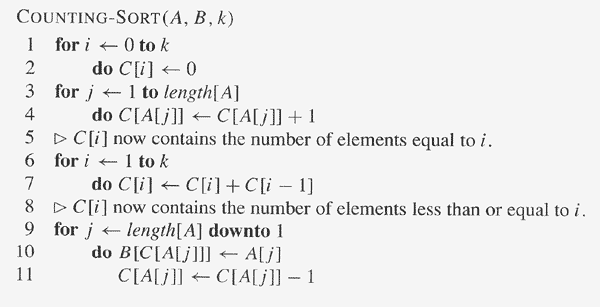 COUNTING-SORT(A, B, k)
1 for i ← 0 to k
2 do C[i] ← 0
3 for j ← 1 to length[A]
4 do C[A[j]] ← C[A[j]] + 1
5 ▷ C[i] now contains the number of elements equal to i.
6 for i ← 1 to k
7 do C[i] ← C[i] + C[i − 1]
8 ▷ C[i] now contains the number of elements less than or equal to i.
9 for j ← length[A] downto 1
10 do B[C[A[j]]] ← A[j]
11 C[A[j]] ← C[A[j]] − 1